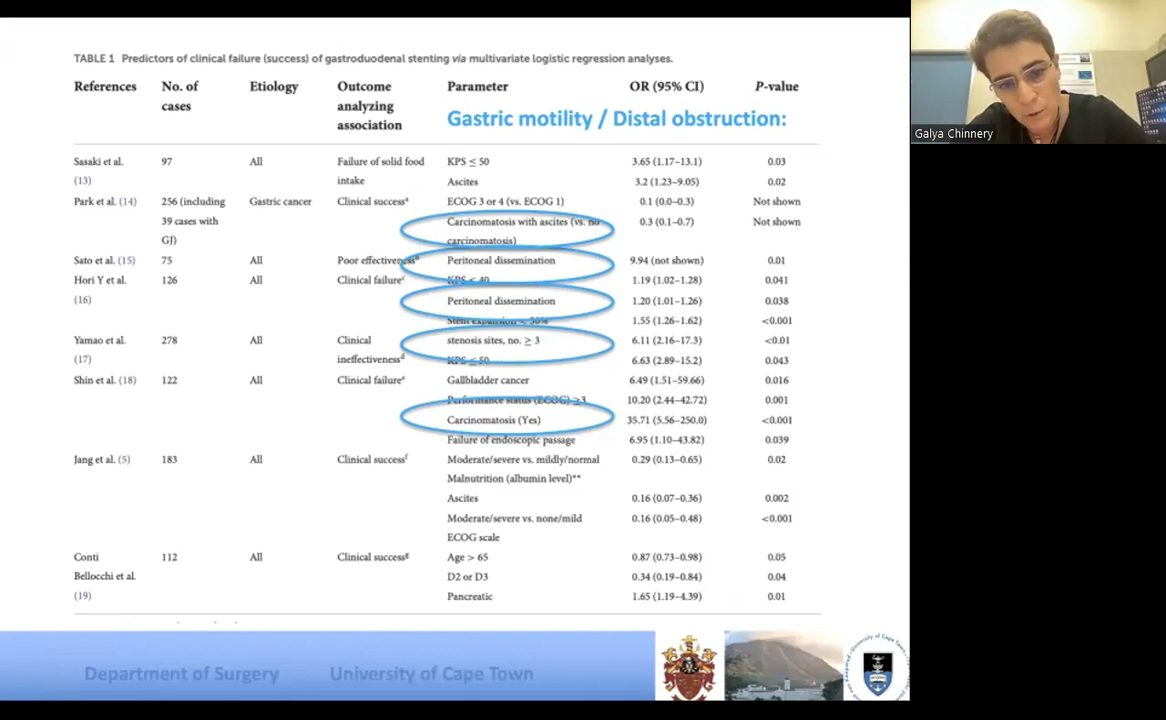 TABLE 1 Predictors of clinical failure (success) of gastroduodenal stenting via multivariate logistic regression analyses.
References No. of cases Etiology Outcome analyzing association Parameter OR (95% CI) P-value
Gastric motility / Distal obstruction:
Sasaki et al. (13) 97 All Failure of solid food intake KPS ≤ 50 3.65 (1.17–13.1) 0.03
Ascites 3.2 (1.23–9.05) 0.02
Park et al. (14) 256 (including 39 cases with GJ) Gastric cancer Clinical successᵃ ECOG 3 or 4 (vs. ECOG 1) 0.1 (0.0–0.3) Not shown
Carcinomatosis with ascites (vs. no carcinomatosis) 0.3 (0.1–0.7) Not shown
Sato et al. (15) 75 All Poor effectiveness Peritoneal dissemination 9.94 (not shown) 0.01
Hori Y et al. (16) 126 All Clinical failureᶜ KPS ≤ 40 1.19 (1.02–1.28) 0.041
Peritoneal dissemination 1.20 (1.01–1.26) 0.038
Stent expansion < 30% 1.55 (1.26–1.62) <0.001
Yamao et al. (17) 278 All Clinical ineffectivenessᵈ stenosis sites, no. ≥ 3 6.11 (2.16–17.3) <0.01
KPS ≤ 50 6.63 (2.89–15.2) 0.043
Shin et al. (18) 122 All Clinical failureᵉ Gallbladder cancer 6.49 (1.51–59.66) 0.016
Performance status (ECOG) ≥3 10.20 (2.44–42.72) 0.001
Carcinomatosis (Yes) 35.71 (5.56–250.0) <0.001
Failure of endoscopic passage 6.95 (1.10–43.82) 0.039
Jang et al. (5) 183 All Clinical successᶠ Moderate/severe vs. mildly/normal Malnutrition (albumin level)** 0.29 (0.13–0.65) 0.02
Ascites 0.16 (0.07–0.36) 0.002
Moderate/severe vs. none/mild ECOG scale 0.16 (0.05–0.48) <0.001
Conti Bellocchi et al. (19) 112 All Clinical successᵍ Age > 65 0.87 (0.73–0.98) 0.05
D2 or D3 0.34 (0.19–0.84) 0.04
Pancreatic 1.65 (1.19–4.39) 0.01
Department of Surgery University of Cape Town
Galya Chinnery